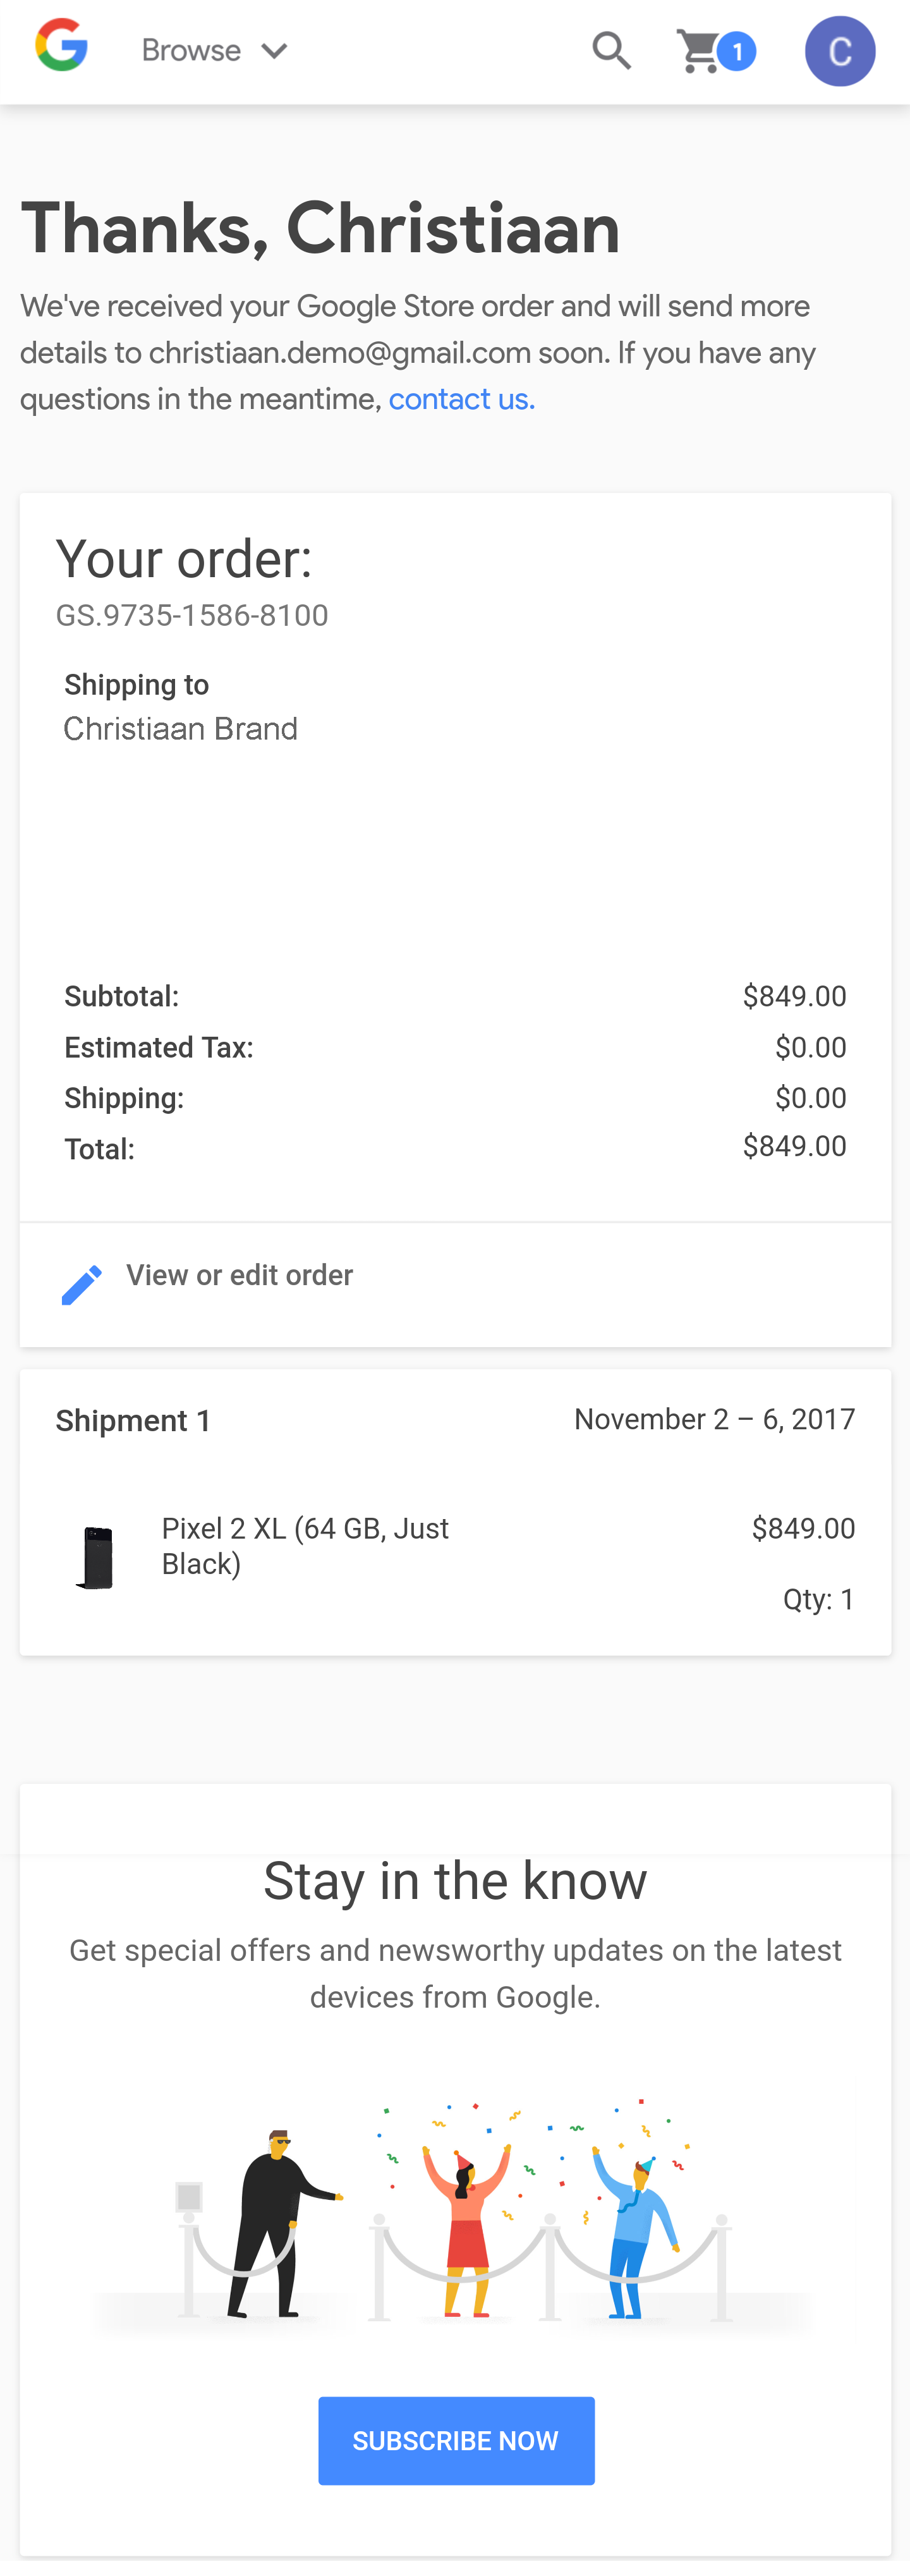 Browse
1
C
Thanks, Christiaan
We've received your Google Store order and will send more
details to christiaan.demo@gmail.com soon. If you have any
questions in the meantime, contact us.
Your order:
GS.9735-1586-8100
Shipping to
Christiaan Brand
Subtotal: $849.00
Estimated Tax: $0.00
Shipping: $0.00
Total: $849.00
View or edit order
Shipment 1 November 2 – 6, 2017
Pixel 2 XL (64 GB, Just $849.00
Black)
Qty: 1
Stay in the know
Get special offers and newsworthy updates on the latest
devices from Google.
SUBSCRIBE NOW